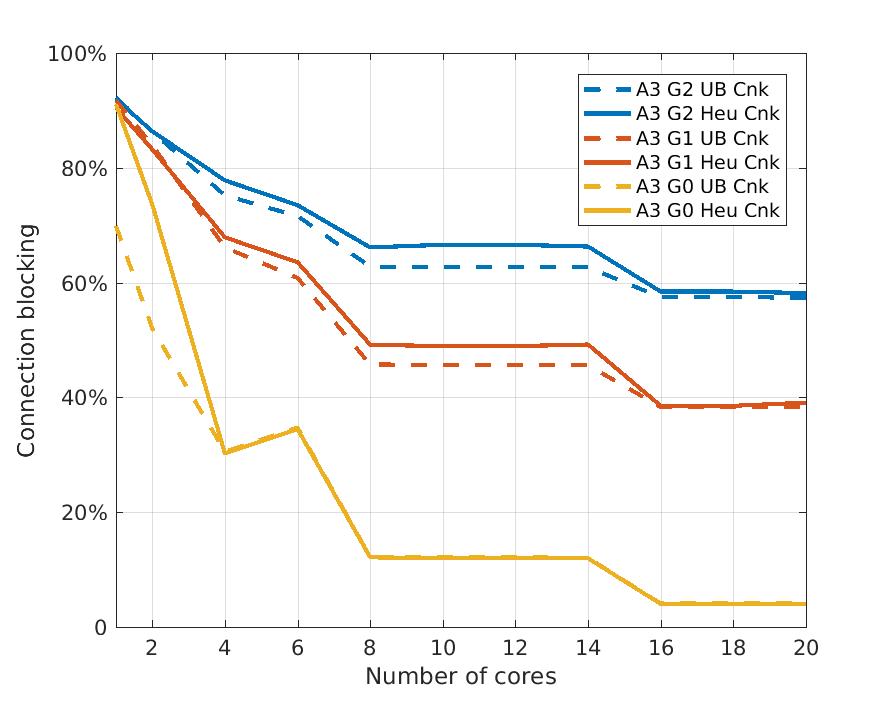 100%
80%
60%
40%
20%
0
Connection blocking
A3 G2 UB Cnk
A3 G2 Heu Cnk
A3 G1 UB Cnk
A3 G1 Heu Cnk
A3 G0 UB Cnk
A3 G0 Heu Cnk
2 4 6 8 10 12 14 16 18 20
Number of cores